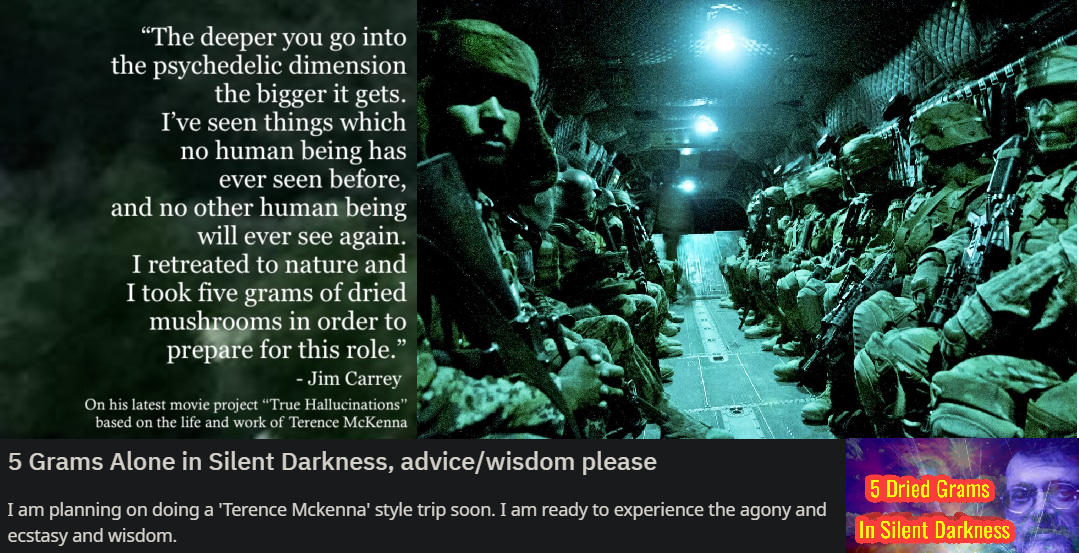 “The deeper you go into
the psychedelic dimension
the bigger it gets.
I’ve seen things which
no human being has
ever seen before,
and no other human being
will ever see again.
I retreated to nature and
I took five grams of dried
mushrooms in order to
prepare for this role.”
- Jim Carrey
On his latest movie project “True Hallucinations”
based on the life and work of Terence McKenna
5 Grams Alone in Silent Darkness, advice/wisdom please
I am planning on doing a 'Terence Mckenna' style trip soon. I am ready to experience the agony and
ecstasy and wisdom.
5 Dried Grams
In Silent Darkness